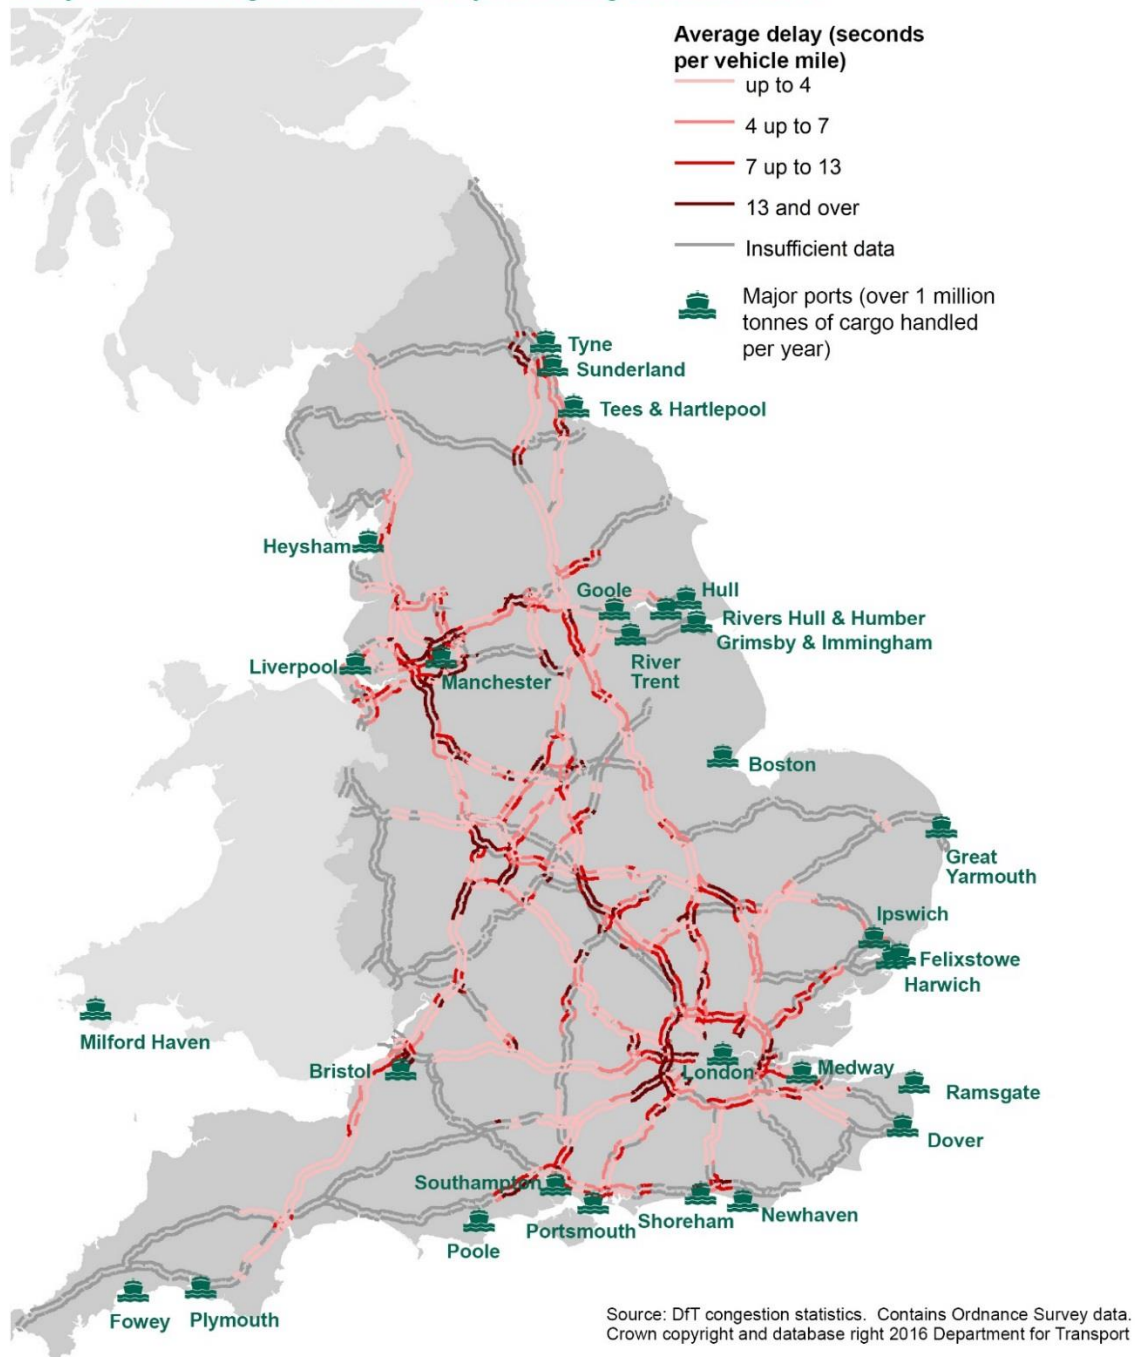 Average delay (seconds
per vehicle mile)
up to 4
4 up to 7
7 up to 13
13 and over
Insufficient data
Major ports (over 1 million
tonnes of cargo handled
per year)
Tyne
Sunderland
Tees & Hartlepool
Heysham
Goole
Hull
Rivers Hull & Humber
Grimsby & Immingham
Liverpool
Manchester
River
Trent
Boston
Great
Yarmouth
Ipswich
Felixstowe
Harwich
Milford Haven
Bristol
London
Medway
Ramsgate
Dover
Southampton
Portsmouth
Shoreham
Newhaven
Poole
Fowey
Plymouth
Source: DfT congestion statistics. Contains Ordnance Survey data.
Crown copyright and database right 2016 Department for Transport